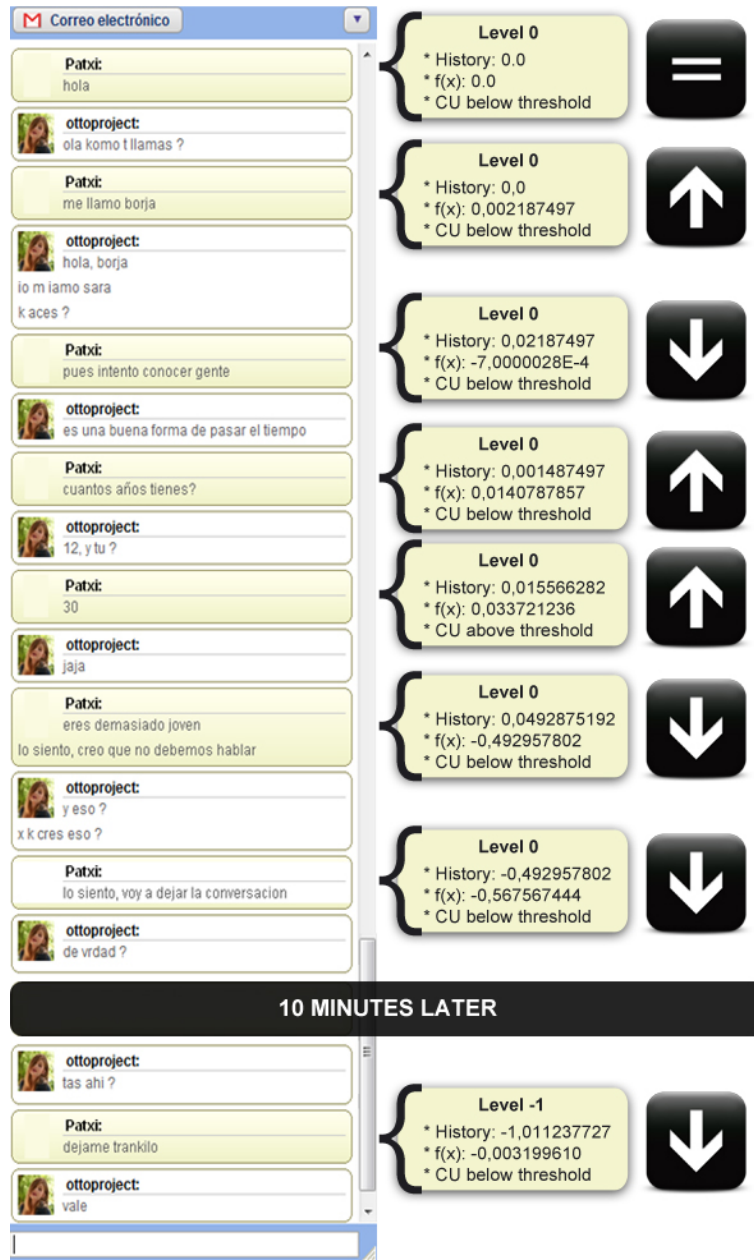 Correo electrónico
Patxi:
hola
Level 0
* History: 0.0
* f(x): 0.0
* CU below threshold
ottoproject:
ola komo t llamas ?
Patxi:
me llamo borja
Level 0
* History: 0,0
* f(x): 0,002187497
* CU below threshold
ottoproject:
hola, borja
io m iamo sara
k aces ?
Patxi:
pues intento conocer gente
Level 0
* History: 0,02187497
* f(x): -7,0000028E-4
* CU below threshold
ottoproject:
es una buena forma de pasar el tiempo
Patxi:
cuantos años tienes?
Level 0
* History: 0,001487497
* f(x): 0,0140787857
* CU below threshold
ottoproject:
12, y tu ?
Patxi:
30
Level 0
* History: 0,015566282
* f(x): 0,033721236
* CU above threshold
ottoproject:
jaja
Patxi:
eres demasiado joven
lo siento, creo que no debemos hablar
Level 0
* History: 0,0492875192
* f(x): -0,492957802
* CU below threshold
ottoproject:
y eso ?
x k cres eso ?
Patxi:
lo siento, voy a dejar la conversacion
Level 0
* History: -0,492957802
* f(x): -0,567567444
* CU below threshold
ottoproject:
de vrdad ?
10 MINUTES LATER
ottoproject:
tas ahi ?
Patxi:
dejame trankilo
Level -1
* History: -1,011237727
* f(x): -0,003199610
* CU below threshold
ottoproject:
vale